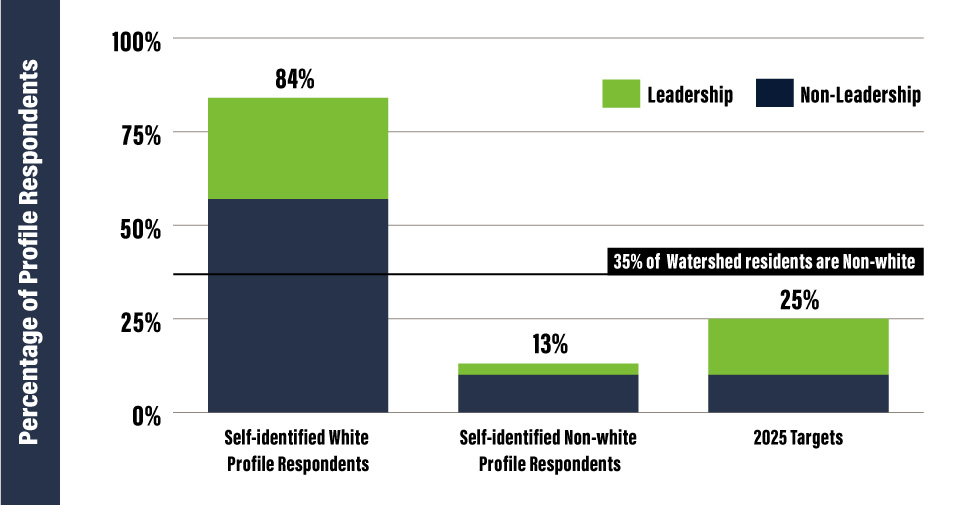 Percentage of Profile Respondents
100%
75%
50%
25%
0%
84%
13%
25%
Leadership
Non-Leadership
35% of Watershed residents are Non-white
Self-identified White
Profile Respondents
Self-identified Non-white
Profile Respondents
2025 Targets